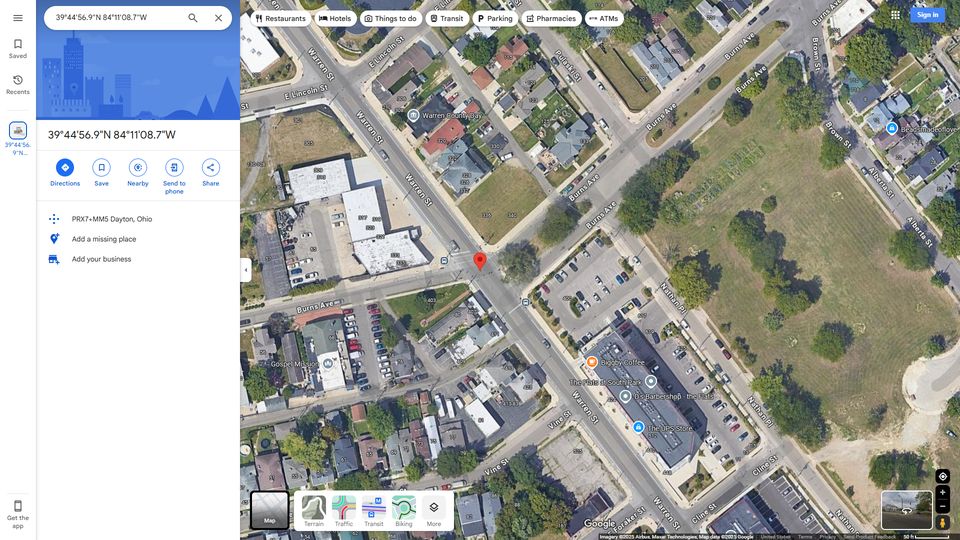 39°44'56.9"N 84°11'08.7"W
Saved
Recents
39°44'56.
9"N...
Get the
app
39°44'56.9"N 84°11'08.7"W
Directions
Save
Nearby
Send to
phone
Share
PRX7+MM5 Dayton, Ohio
Add a missing place
Add your business
Restaurants
Hotels
Things to do
Transit
Parking
Pharmacies
ATMs
Sign in
E Lincoln St
E Lincoln St
Warren St
Warren St
Warren St
Warren County Day
Burns Ave
Burns Ave
Burns Ave
Burns Ave
Burns Ave
Brown St
Brown St
Alberta St
Alberta St
Nathan Pl
Nathan Pl
Gospel Mission
Biggby Coffee
The Flats at South Park
D's Barbershop - the Flats
The UPS Store
Warren St
Warren St
Vine St
Vine St
Cline St
Cline St
Map
Terrain
Traffic
Transit
Biking
More
Google
Imagery ©2025 Airbus, Maxar Technologies, Map data ©2025 Google
United States
Terms
Privacy
Send Product Feedback
50 ft